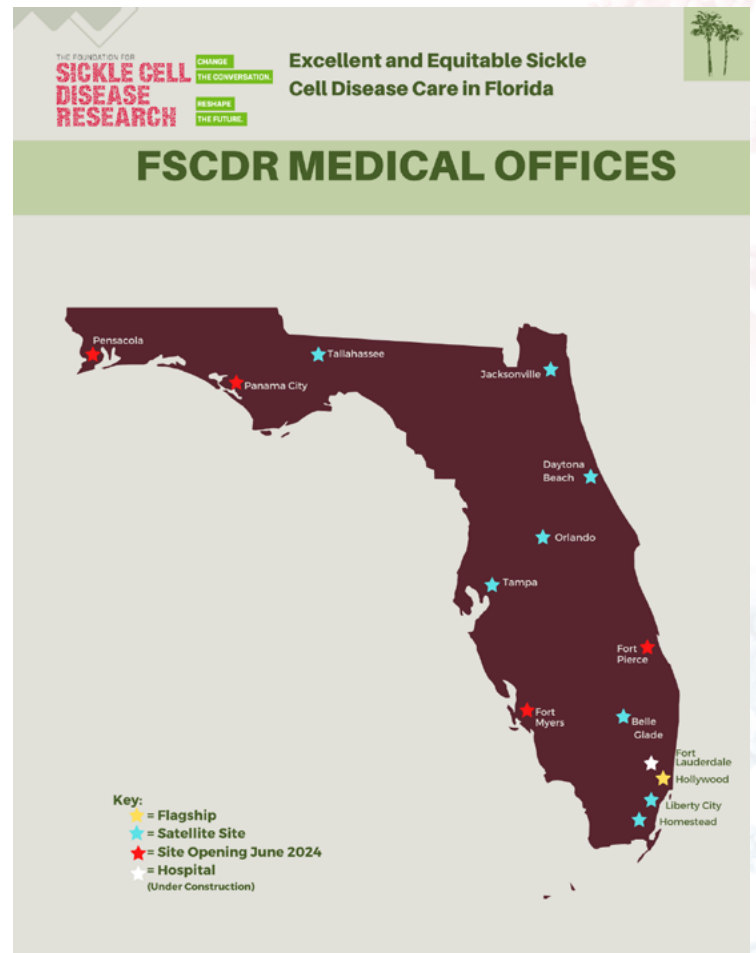 THE FOUNDATION FOR
SICKLE CELL
DISEASE
RESEARCH
CHANGE
THE CONVERSATION.
RESHAPE
THE FUTURE.
Excellent and Equitable Sickle
Cell Disease Care in Florida
FSCDR MEDICAL OFFICES
Pensacola
Tallahassee
Panama City
Jacksonville
Daytona
Beach
Orlando
Tampa
Fort
Pierce
Fort
Myers
Belle
Glade
Fort
Lauderdale
Hollywood
Liberty City
Homestead
Key:
= Flagship
= Satellite Site
= Site Opening June 2024
= Hospital
(Under Construction)